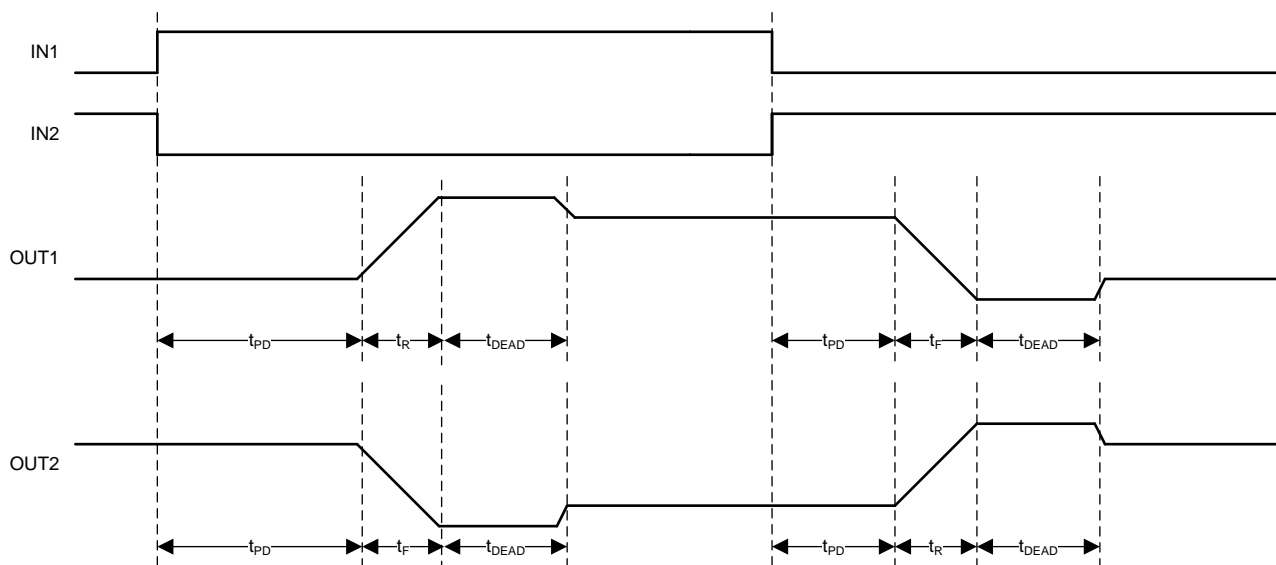 IN1
IN2
OUT1
tPD tR tDEAD tPD tF tDEAD
OUT2
tPD tF tDEAD tPD tR tDEAD